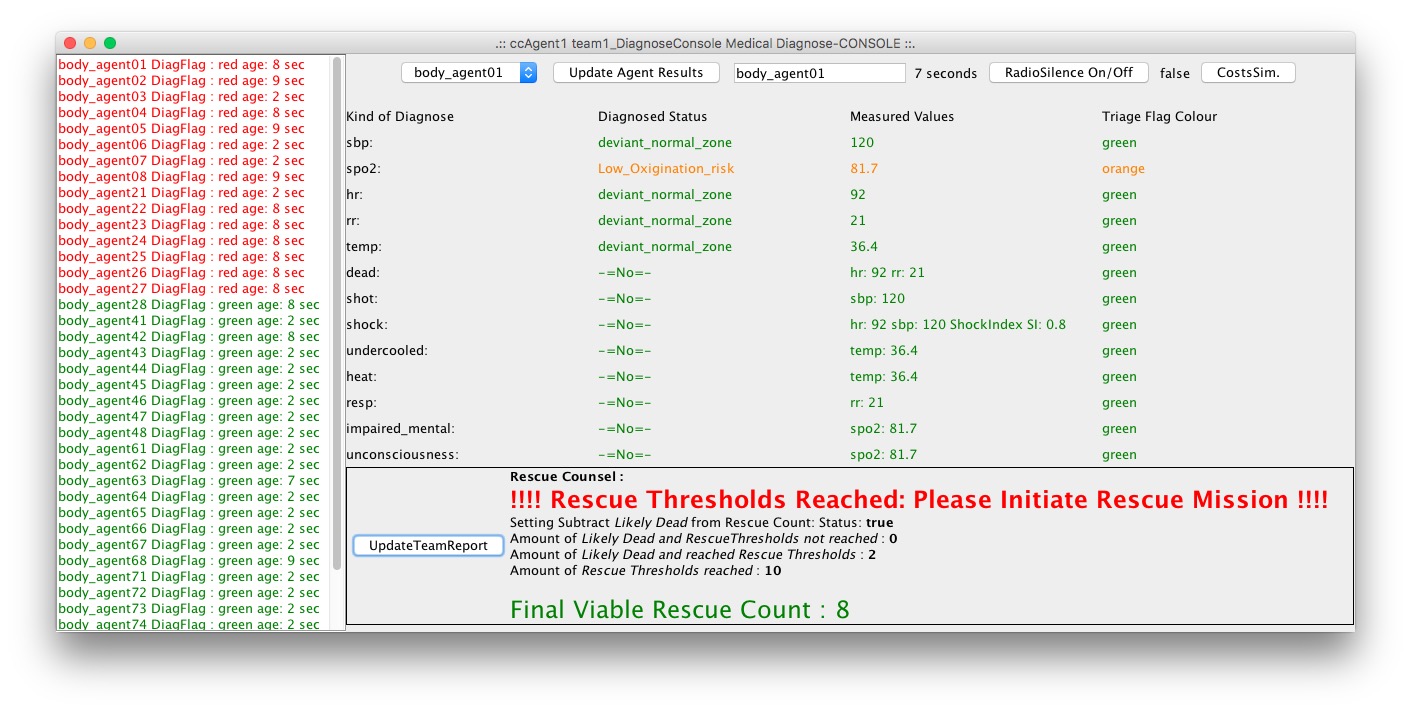 .:: ccAgent1 team1_DiagnoseConsole Medical Diagnose-CONSOLE ::.
body_agent01 DiagFlag : red age: 8 sec
body_agent02 DiagFlag : red age: 9 sec
body_agent03 DiagFlag : red age: 2 sec
body_agent04 DiagFlag : red age: 8 sec
body_agent05 DiagFlag : red age: 9 sec
body_agent06 DiagFlag : red age: 2 sec
body_agent07 DiagFlag : red age: 2 sec
body_agent08 DiagFlag : red age: 9 sec
body_agent21 DiagFlag : red age: 2 sec
body_agent22 DiagFlag : red age: 8 sec
body_agent23 DiagFlag : red age: 8 sec
body_agent24 DiagFlag : red age: 8 sec
body_agent25 DiagFlag : red age: 8 sec
body_agent26 DiagFlag : red age: 8 sec
body_agent27 DiagFlag : red age: 8 sec
body_agent28 DiagFlag : green age: 8 sec
body_agent41 DiagFlag : green age: 2 sec
body_agent42 DiagFlag : green age: 8 sec
body_agent43 DiagFlag : green age: 2 sec
body_agent44 DiagFlag : green age: 2 sec
body_agent45 DiagFlag : green age: 2 sec
body_agent46 DiagFlag : green age: 2 sec
body_agent47 DiagFlag : green age: 2 sec
body_agent48 DiagFlag : green age: 2 sec
body_agent61 DiagFlag : green age: 2 sec
body_agent62 DiagFlag : green age: 2 sec
body_agent63 DiagFlag : green age: 7 sec
body_agent64 DiagFlag : green age: 2 sec
body_agent65 DiagFlag : green age: 2 sec
body_agent66 DiagFlag : green age: 2 sec
body_agent67 DiagFlag : green age: 2 sec
body_agent68 DiagFlag : green age: 9 sec
body_agent71 DiagFlag : green age: 2 sec
body_agent72 DiagFlag : green age: 2 sec
body_agent73 DiagFlag : green age: 2 sec
body_agent74 DiagFlag : green age: 2 sec
body_agent01 Update Agent Results body_agent01 7 seconds RadioSilence On/Off false CostsSim.
Kind of Diagnose Diagnosed Status Measured Values Triage Flag Colour
sbp: deviant_normal_zone 120 green
spo2: Low_Oxigination_risk 81.7 orange
hr: deviant_normal_zone 92 green
rr: deviant_normal_zone 21 green
temp: deviant_normal_zone 36.4 green
dead: -=No=- hr: 92 rr: 21 green
shot: -=No=- sbp: 120 green
shock: -=No=- hr: 92 sbp: 120 ShockIndex SI: 0.8 green
undercooled: -=No=- temp: 36.4 green
heat: -=No=- temp: 36.4 green
resp: -=No=- rr: 21 green
impaired_mental: -=No=- spo2: 81.7 green
unconsciousness: -=No=- spo2: 81.7 green
UpdateTeamReport
Rescue Counsel :
!!!! Rescue Thresholds Reached: Please Initiate Rescue Mission !!!!
Setting Subtract Likely Dead from Rescue Count: Status: true
Amount of Likely Dead and RescueThresholds not reached : 0
Amount of Likely Dead and reached Rescue Thresholds : 2
Amount of Rescue Thresholds reached : 10
Final Viable Rescue Count : 8